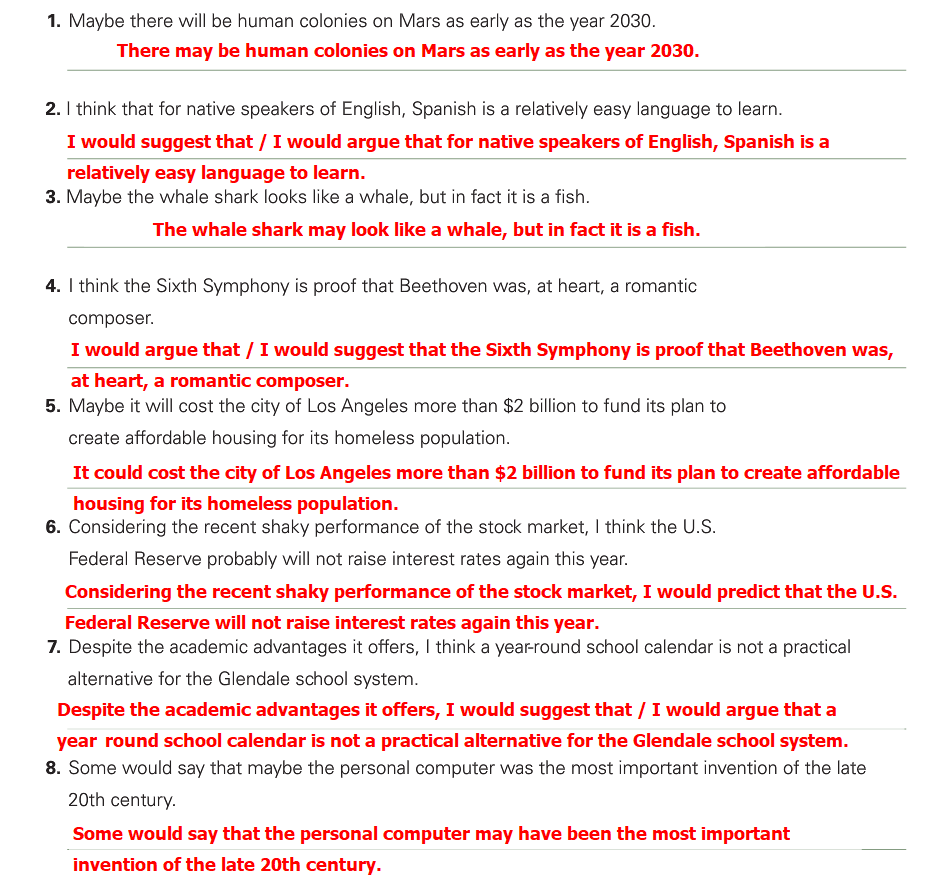 1. Maybe there will be human colonies on Mars as early as the year 2030.
There may be human colonies on Mars as early as the year 2030.
2. I think that for native speakers of English, Spanish is a relatively easy language to learn.
I would suggest that / I would argue that for native speakers of English, Spanish is a
relatively easy language to learn.
3. Maybe the whale shark looks like a whale, but in fact it is a fish.
The whale shark may look like a whale, but in fact it is a fish.
4. I think the Sixth Symphony is proof that Beethoven was, at heart, a romantic
composer.
I would argue that / I would suggest that the Sixth Symphony is proof that Beethoven was,
at heart, a romantic composer.
5. Maybe it will cost the city of Los Angeles more than $2 billion to fund its plan to
create affordable housing for its homeless population.
It could cost the city of Los Angeles more than $2 billion to fund its plan to create affordable
housing for its homeless population.
6. Considering the recent shaky performance of the stock market, I think the U.S.
Federal Reserve probably will not raise interest rates again this year.
Considering the recent shaky performance of the stock market, I would predict that the U.S.
Federal Reserve will not raise interest rates again this year.
7. Despite the academic advantages it offers, I think a year-round school calendar is not a practical
alternative for the Glendale school system.
Despite the academic advantages it offers, I would suggest that / I would argue that a
year round school calendar is not a practical alternative for the Glendale school system.
8. Some would say that maybe the personal computer was the most important invention of the late
20th century.
Some would say that the personal computer may have been the most important
invention of the late 20th century.